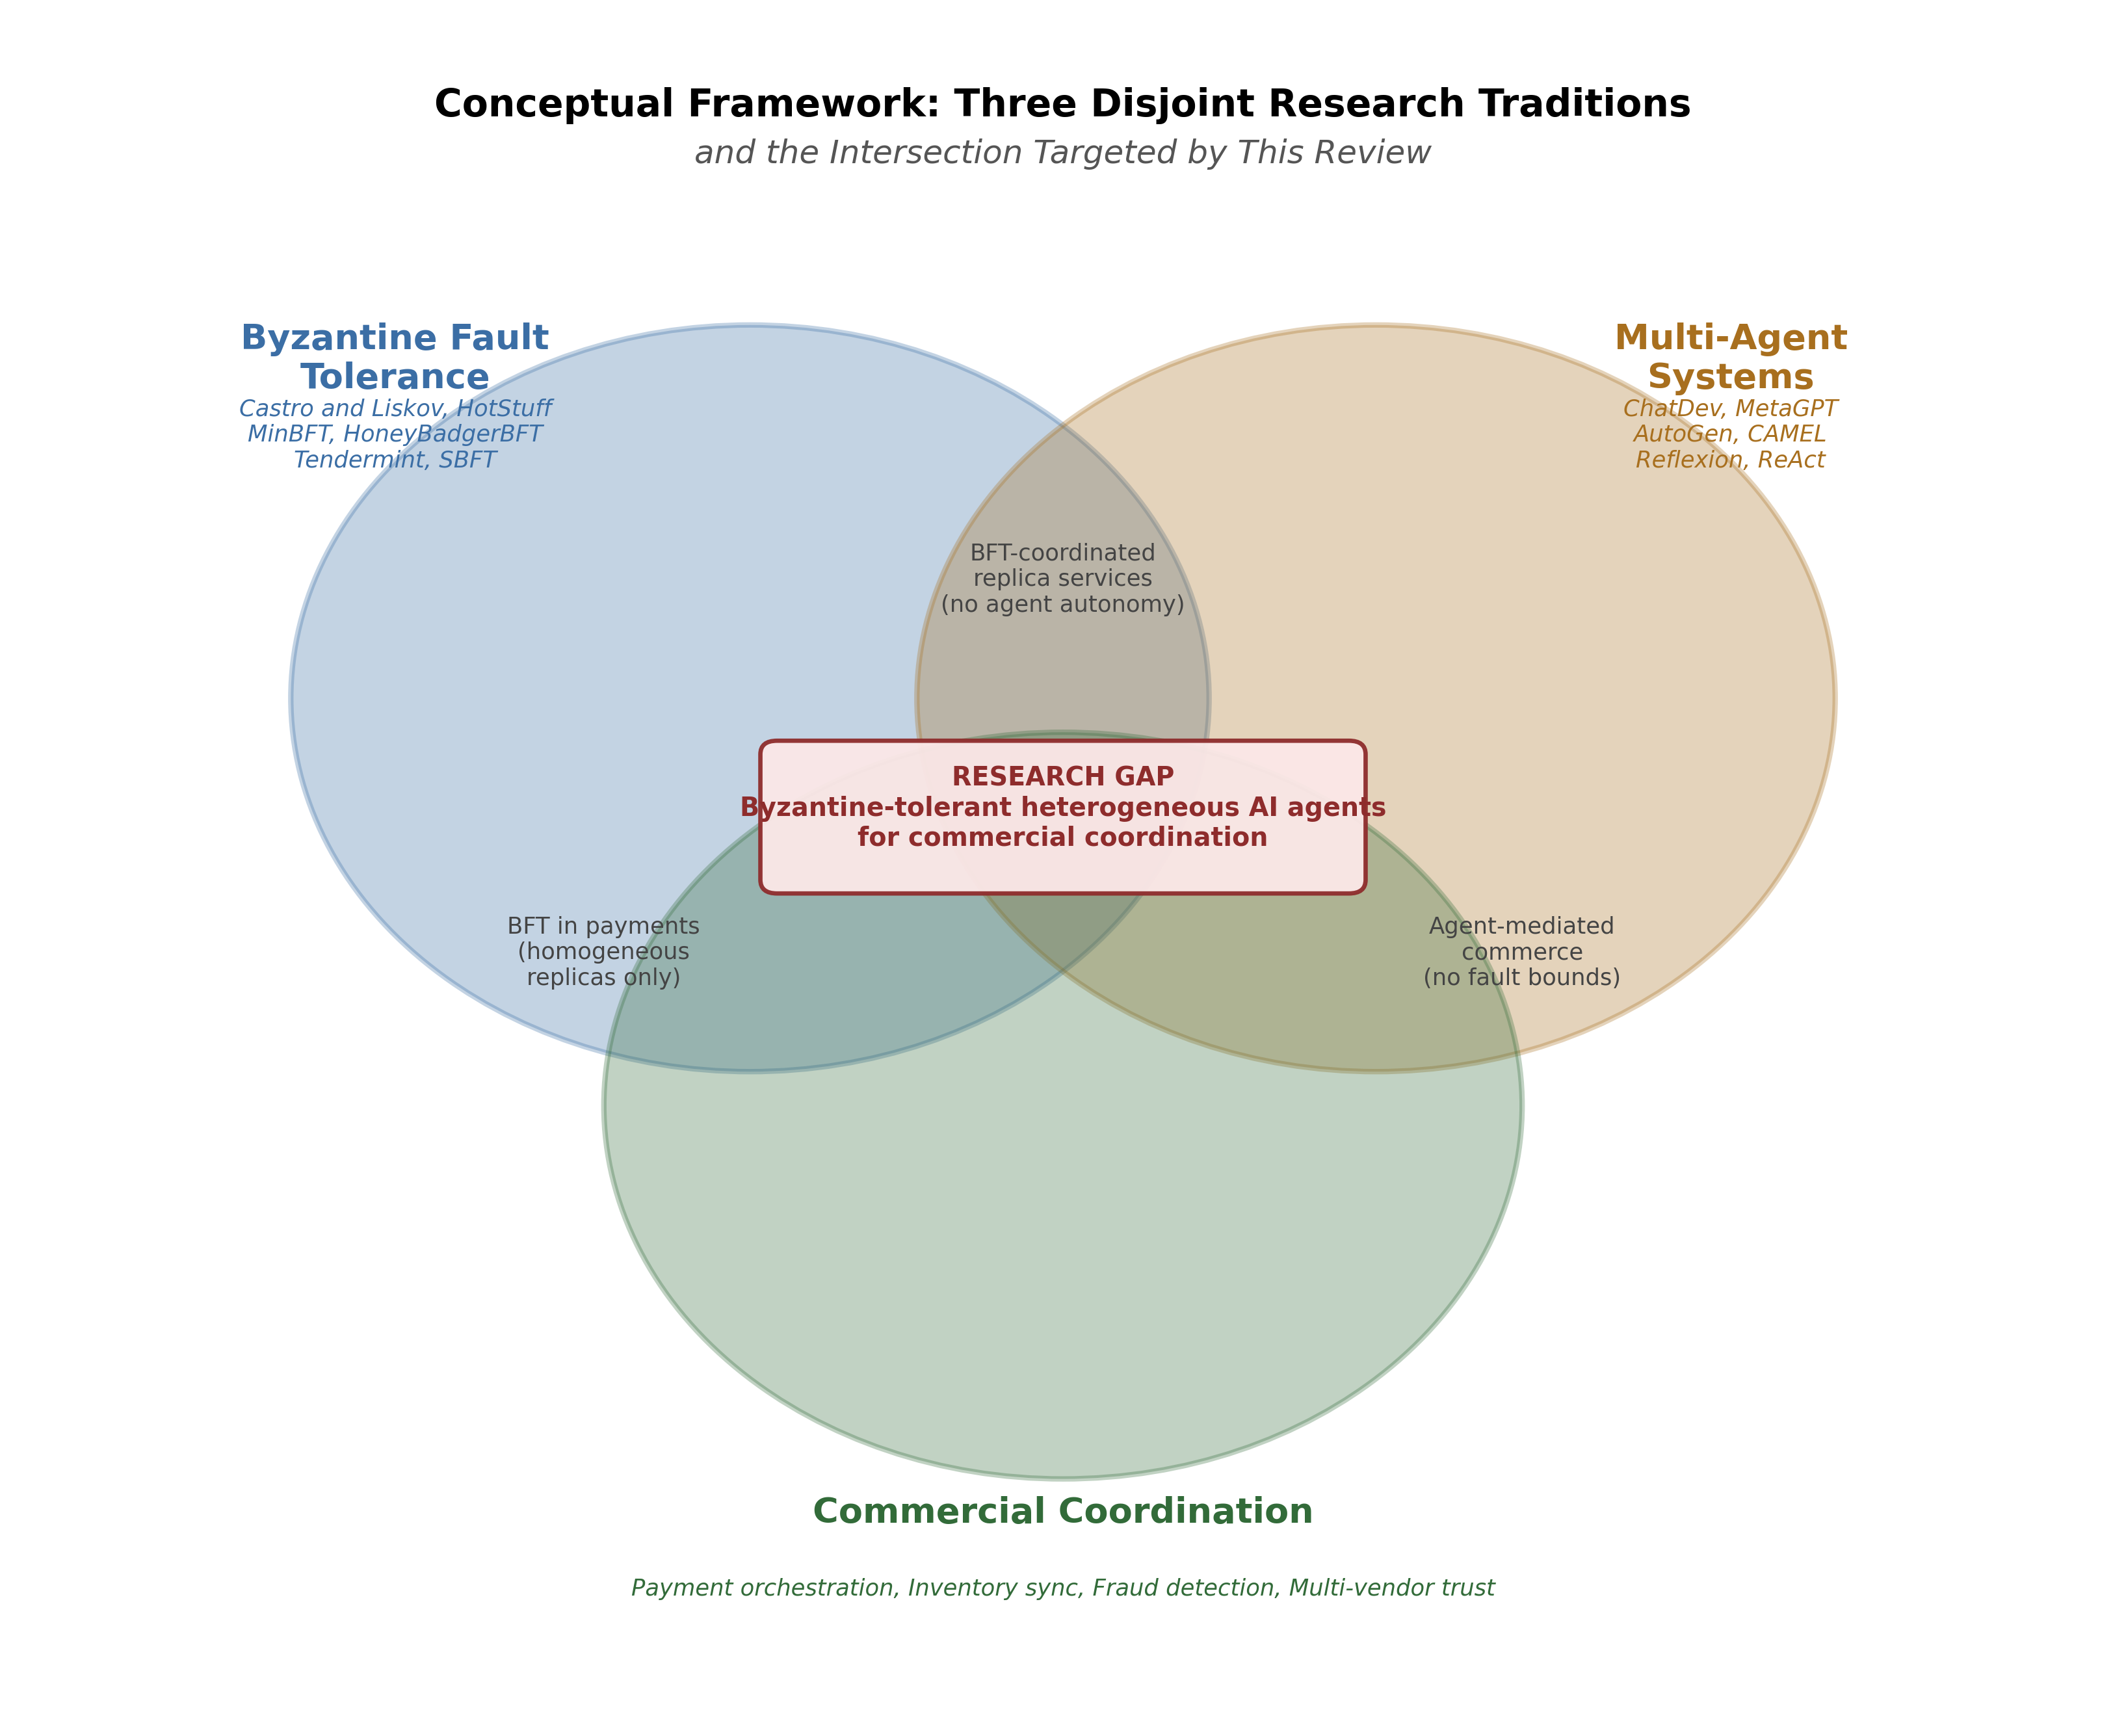 Conceptual Framework: Three Disjoint Research Traditions
and the Intersection Targeted by This Review
Byzantine Fault
Tolerance
Castro and Liskov, HotStuff
MinBFT, HoneyBadgerBFT
Tendermint, SBFT
Multi-Agent
Systems
ChatDev, MetaGPT
AutoGen, CAMEL
Reflexion, ReAct
BFT-coordinated
replica services
(no agent autonomy)
RESEARCH GAP
Byzantine-tolerant heterogeneous AI agents
for commercial coordination
BFT in payments
(homogeneous
replicas only)
Agent-mediated
commerce
(no fault bounds)
Commercial Coordination
Payment orchestration, Inventory sync, Fraud detection, Multi-vendor trust